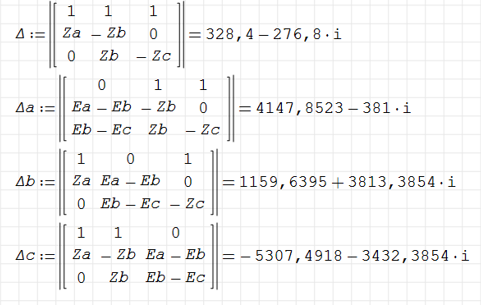 1 1 1
Δ := Za - Zb 0 = 328,4 - 276,8·i
0 Zb - Zc
0 1 1
Δa := Ea - Eb - Zb 0 = 4147,8523 - 381·i
Eb - Ec Zb - Zc
1 0 1
Δb := Za Ea - Eb 0 = 1159,6395 + 3813,3854·i
0 Eb - Ec - Zc
1 1 0
Δc := Za - Zb Ea - Eb = - 5307,4918 - 3432,3854·i
0 Zb Eb - Ec